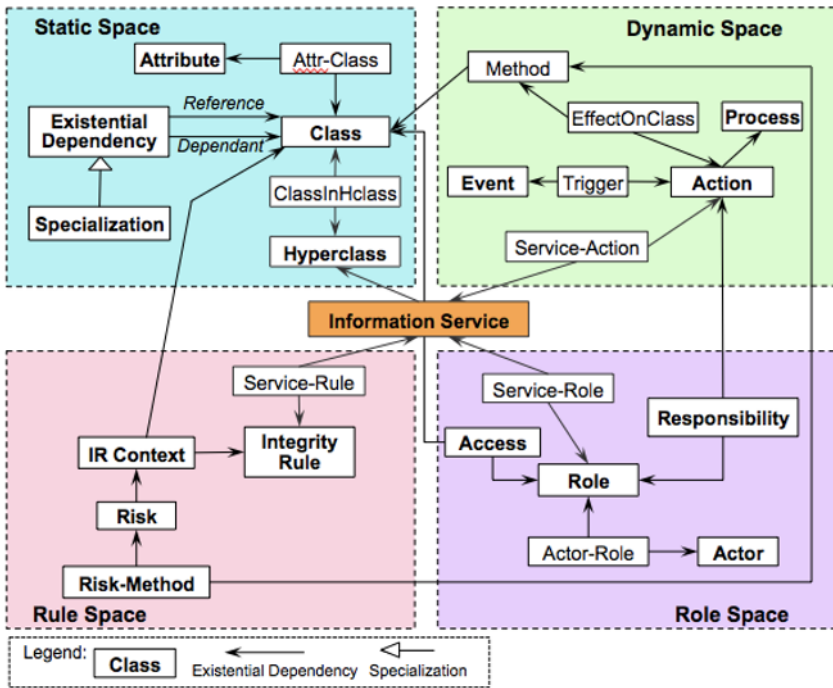 Static Space
Attribute
Attr-Class
Reference
Existential
Dependency
Dependant
Class
ClassInHclass
Specialization
Hyperclass
Dynamic Space
Method
EffectOnClass
Process
Event
Trigger
Action
Service-Action
Information Service
Service-Rule
IR Context
Integrity
Rule
Risk
Risk-Method
Rule Space
Service-Role
Responsibility
Access
Role
Actor-Role
Actor
Role Space
Legend:
Class
Existential Dependency
Specialization